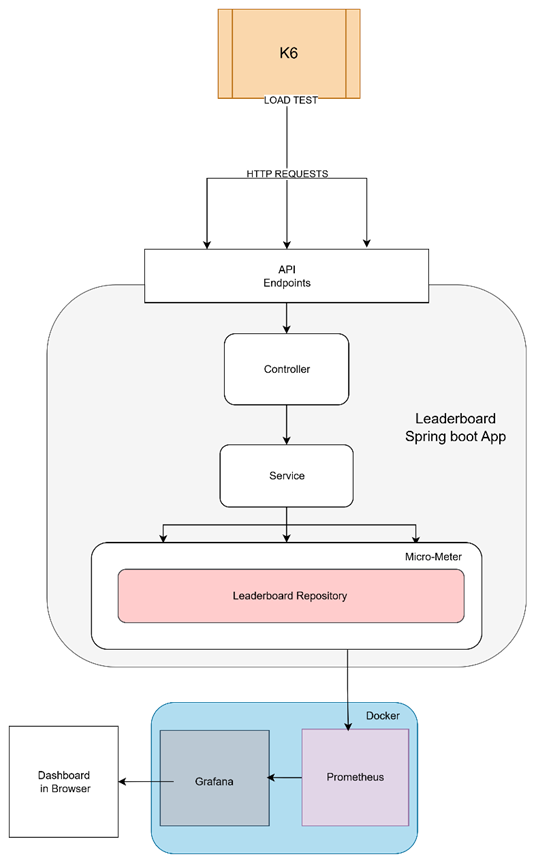 K6
LOAD TEST
HTTP REQUESTS
API
Endpoints
Controller
Leaderboard
Spring boot App
Service
Micro-Meter
Leaderboard Repository
Docker
Dashboard
in Browser
Grafana
Prometheus